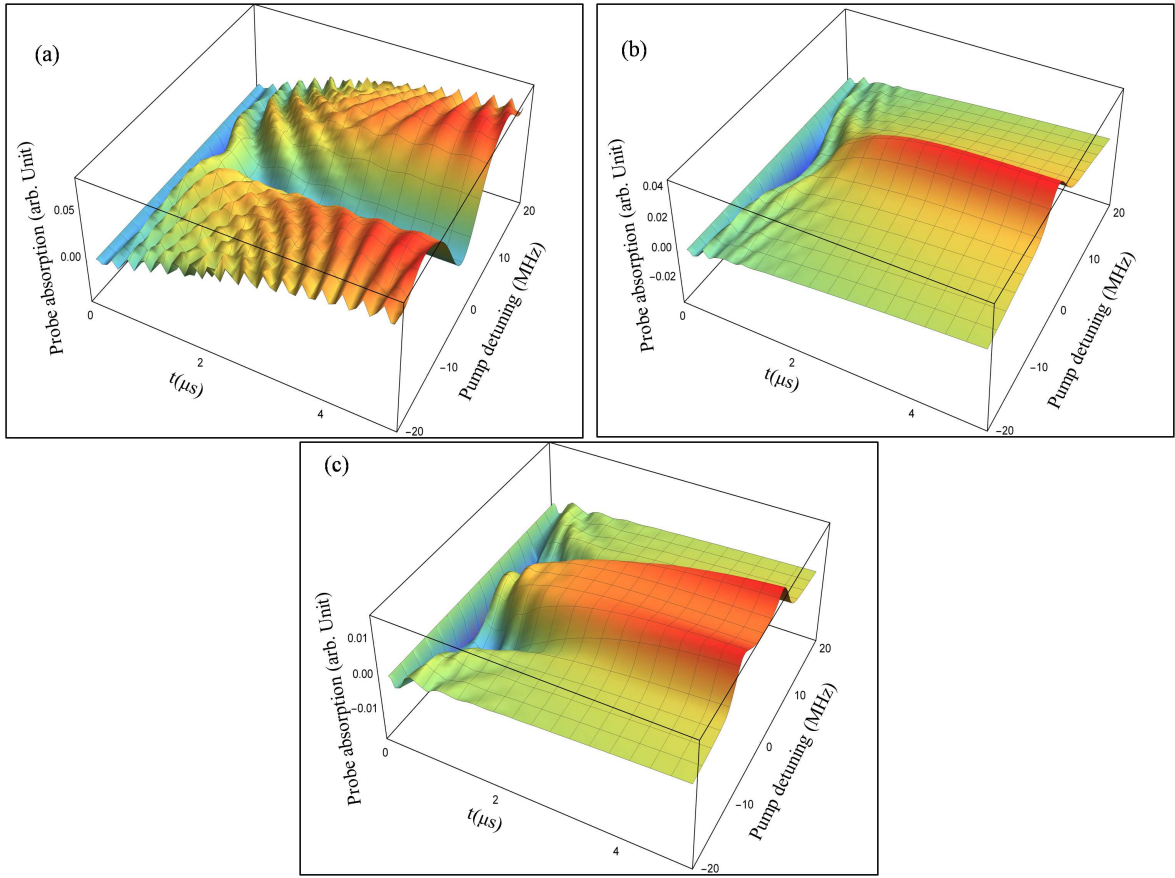 (a)
Probe absorption (arb. Unit)
0.05
0.00
0
2
4
t(μs)
−20
−10
0
10
20
Pump detuning (MHz)
(b)
Probe absorption (arb. Unit)
0.04
0.02
0.00
−0.02
0
2
4
t(μs)
−20
−10
0
10
20
Pump detuning (MHz)
(c)
Probe absorption (arb. Unit)
0.01
0.00
−0.01
0
2
4
t(μs)
−20
−10
0
10
20
Pump detuning (MHz)